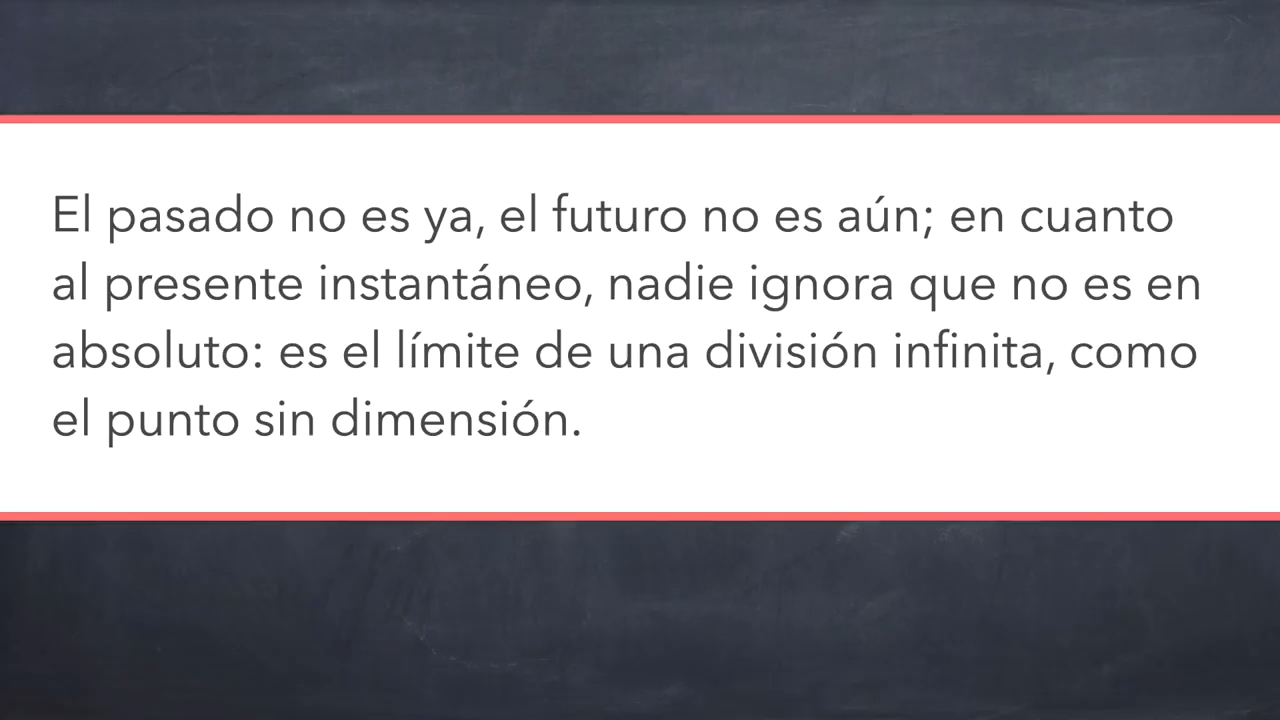 El pasado no es ya, el futuro no es aún; en cuanto
al presente instantáneo, nadie ignora que no es en
absoluto: es el límite de una división infinita, como
el punto sin dimensión.